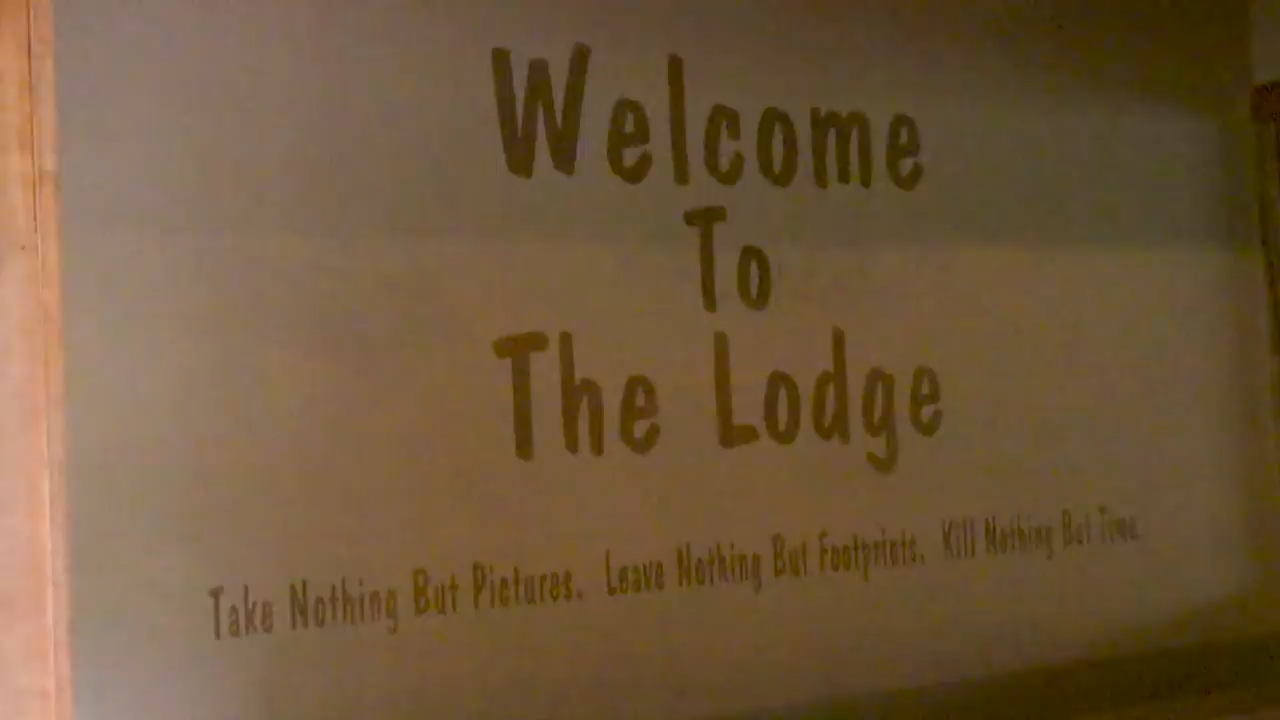 Welcome
To
The Lodge
Take Nothing But Pictures. Leave Nothing But Footprints. Kill Nothing But Time.